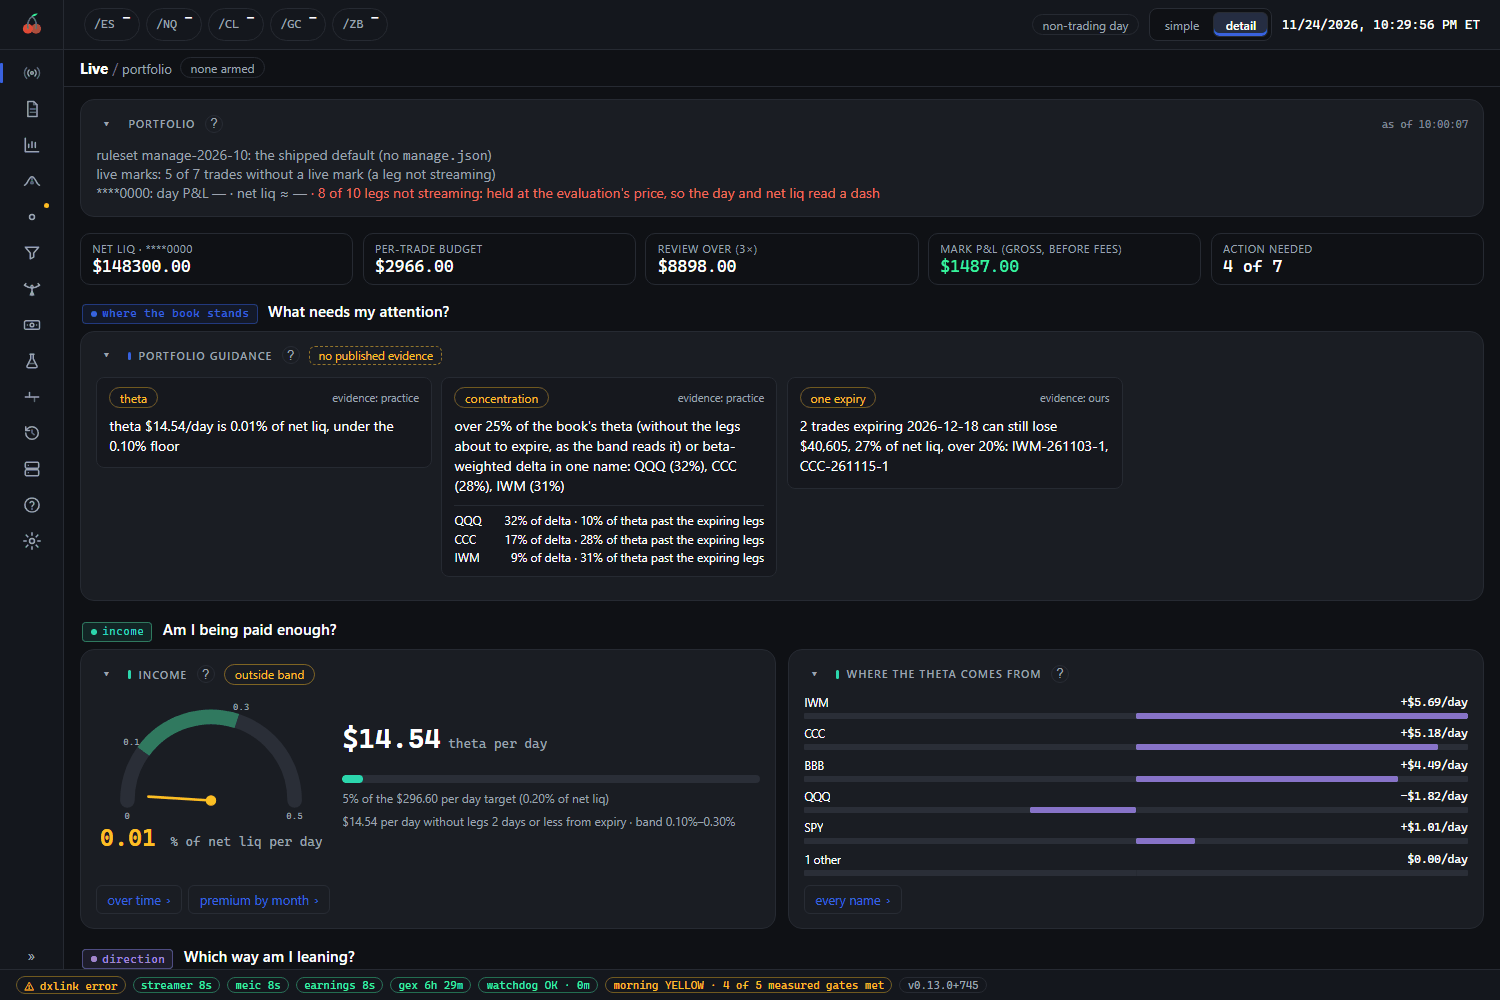 /ES –
/NQ –
/CL –
/GC –
/ZB –
non-trading day
simple
detail
11/24/2026, 10:29:56 PM ET
Live / portfolio
none armed
PORTFOLIO ?
as of 10:00:07
ruleset manage-2026-10: the shipped default (no manage.json)
live marks: 5 of 7 trades without a live mark (a leg not streaming)
****0000: day P&L — · net liq ≈ — · 8 of 10 legs not streaming: held at the evaluation's price, so the day and net liq read a dash
NET LIQ · ****0000
$148300.00
PER-TRADE BUDGET
$2966.00
REVIEW OVER (3×)
$8898.00
MARK P&L (GROSS, BEFORE FEES)
$1487.00
ACTION NEEDED
4 of 7
where the book stands
What needs my attention?
PORTFOLIO GUIDANCE ?
no published evidence
theta
evidence: practice
theta $14.54/day is 0.01% of net liq, under the
0.10% floor
concentration
evidence: practice
over 25% of the book's theta (without the legs
about to expire, as the band reads it) or beta-
weighted delta in one name: QQQ (32%), CCC
(28%), IWM (31%)
QQQ 32% of delta · 10% of theta past the expiring legs
CCC 17% of delta · 28% of theta past the expiring legs
IWM 9% of delta · 31% of theta past the expiring legs
one expiry
evidence: ours
2 trades expiring 2026-12-18 can still lose
$40,605, 27% of net liq, over 20%: IWM-261103-1,
CCC-261115-1
income
Am I being paid enough?
INCOME ?
outside band
0.3
0.1
0
0.5
0.01 % of net liq per day
$14.54 theta per day
5% of the $296.60 per day target (0.20% of net liq)
$14.54 per day without legs 2 days or less from expiry · band 0.10%–0.30%
over time ›
premium by month ›
WHERE THE THETA COMES FROM ?
IWM +$5.69/day
CCC +$5.18/day
BBB +$4.49/day
QQQ −$1.82/day
SPY +$1.01/day
1 other $0.00/day
every name ›
direction
Which way am I leaning?
»
⚠ dxlink error
streamer 8s
meic 8s
earnings 8s
gex 6h 29m
watchdog OK · 0m
morning YELLOW · 4 of 5 measured gates met
v0.13.0+745